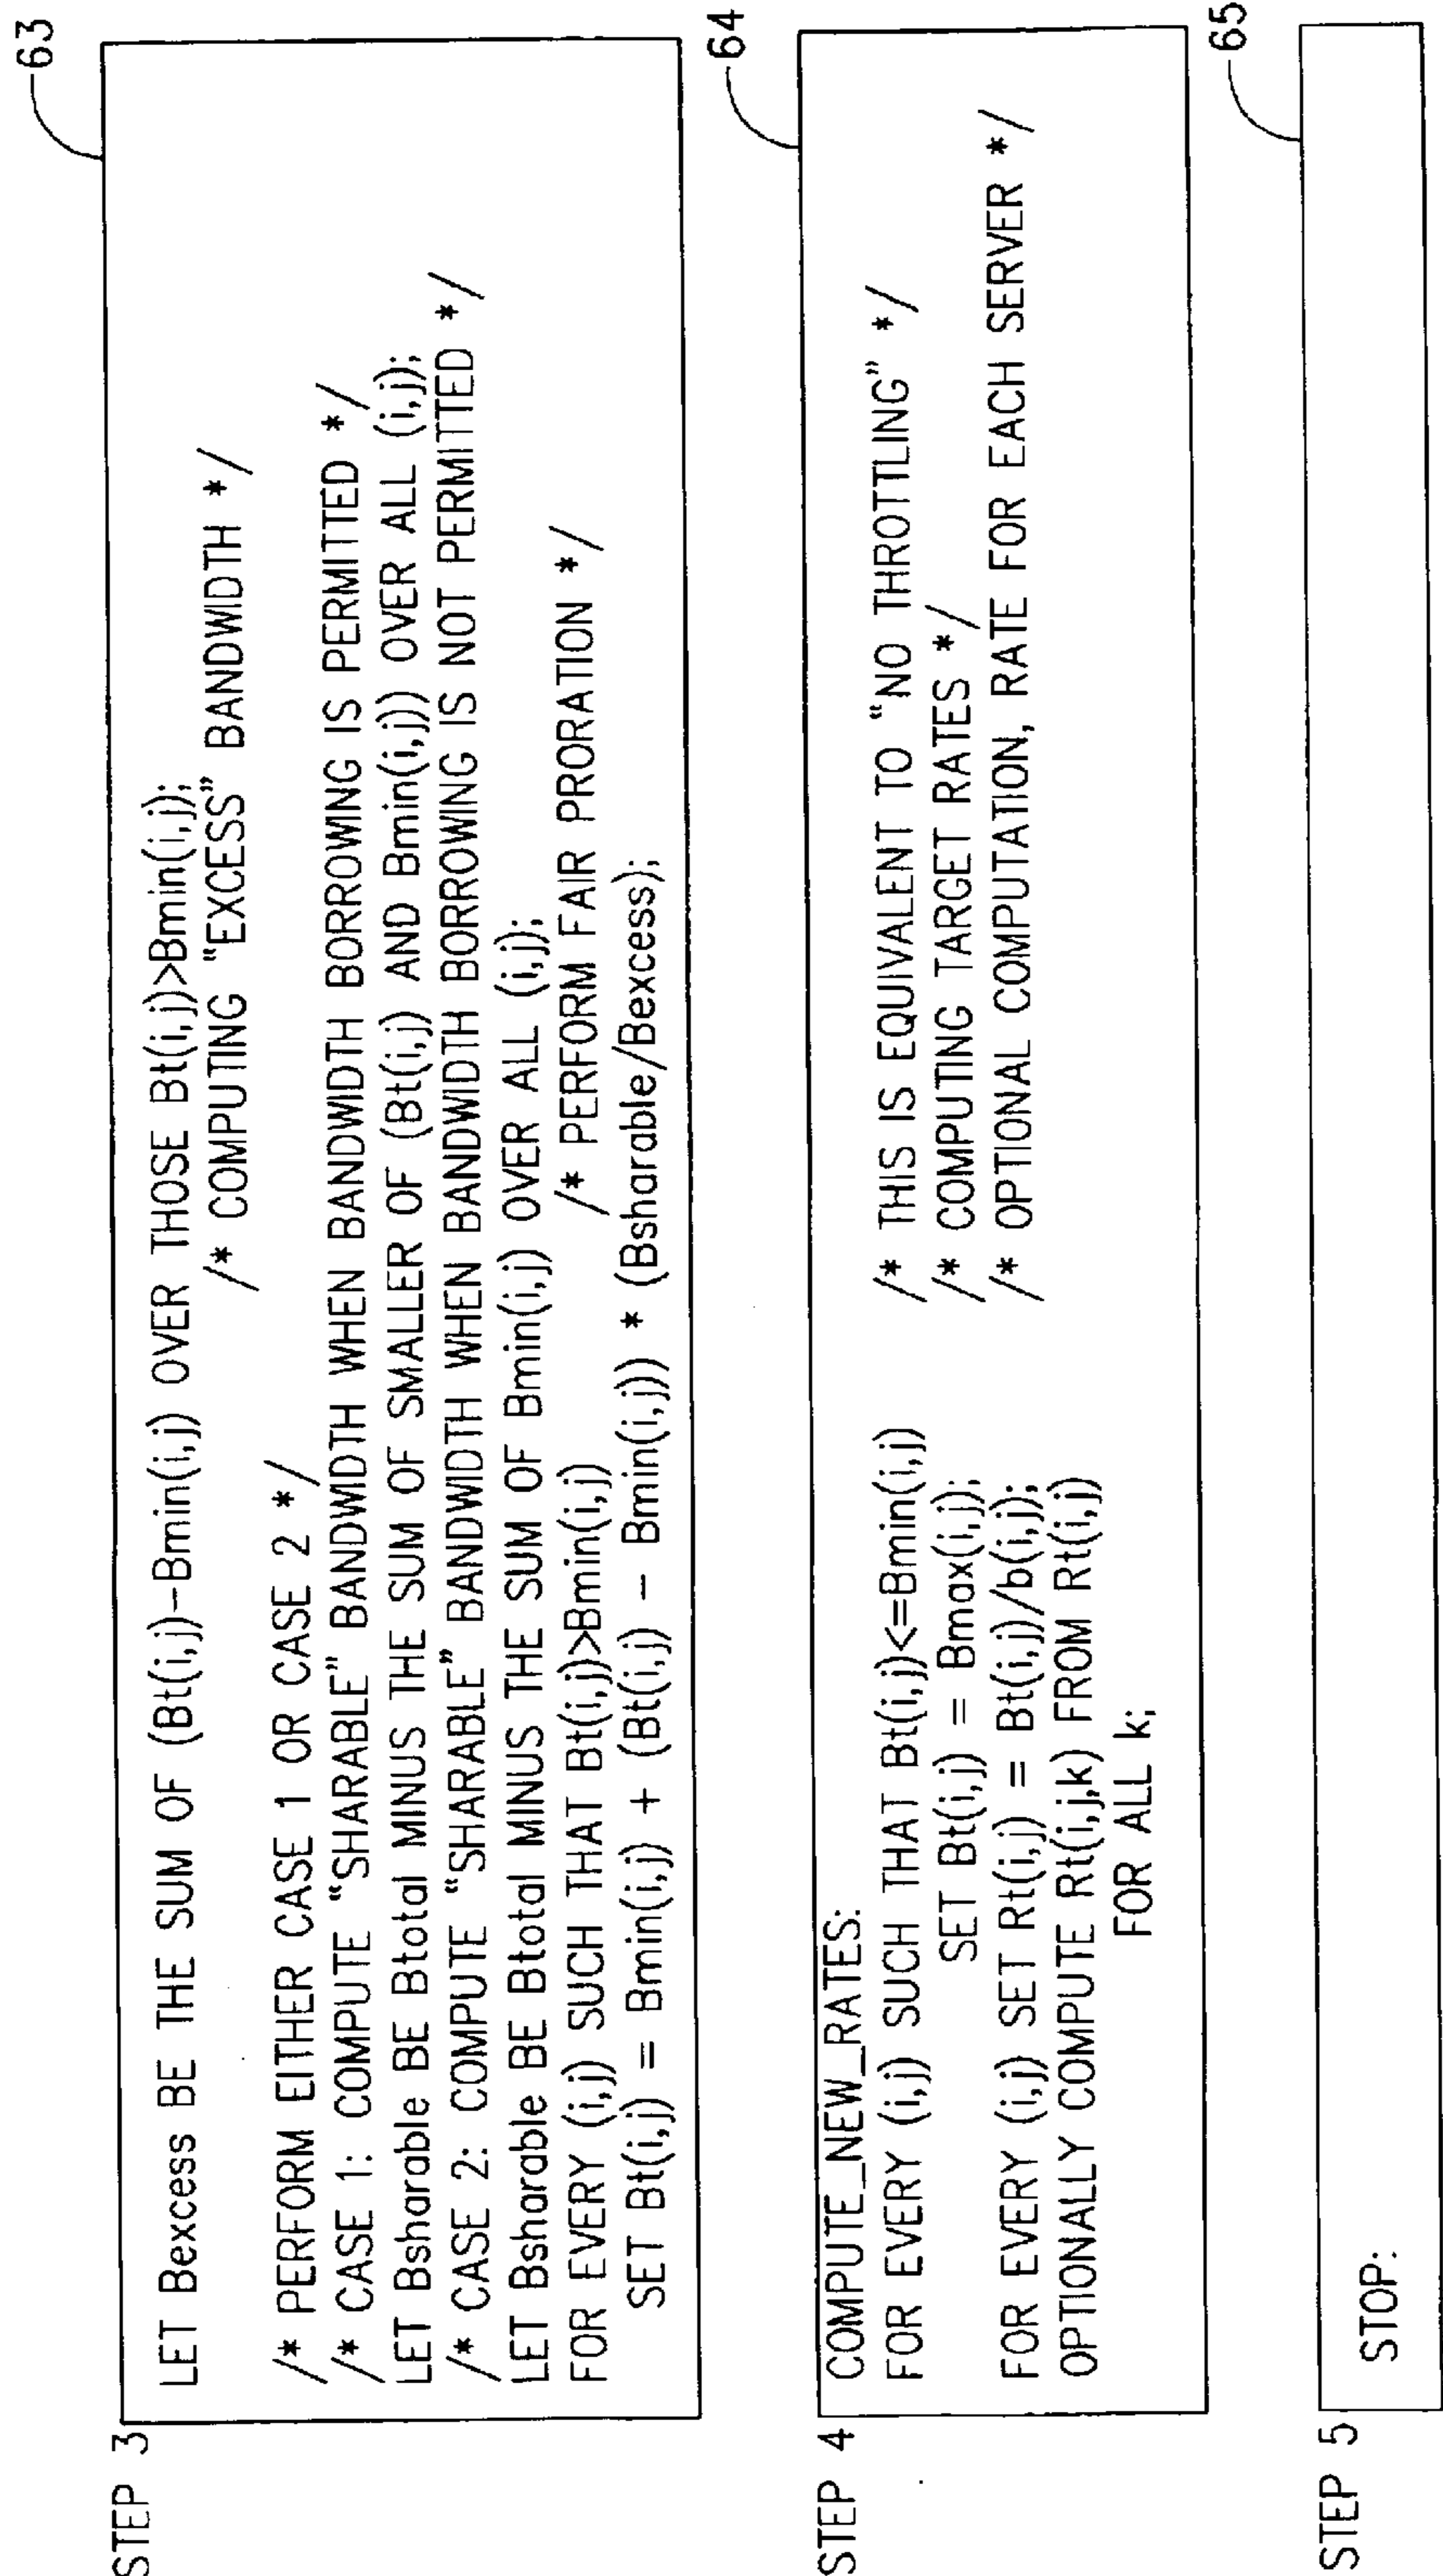 STEP 3
63
LET Bexcess BE THE SUM OF (Bt(i,j)-Bmin(i,j) OVER THOSE Bt(i,j)>Bmin(i,j);
/* COMPUTING "EXCESS" BANDWIDTH */
/* PERFORM EITHER CASE 1 OR CASE 2 */
/* CASE 1: COMPUTE "SHARABLE" BANDWIDTH WHEN BANDWIDTH BORROWING IS PERMITTED */
LET Bsharable BE Btotal MINUS THE SUM OF SMALLER OF (Bt(i,j) AND Bmin(i,j)) OVER ALL (i,j);
/* CASE 2: COMPUTE "SHARABLE" BANDWIDTH WHEN BANDWIDTH BORROWING IS NOT PERMITTED */
LET Bsharable BE Btotal MINUS THE SUM OF Bmin(i,j) OVER ALL (i,j);
FOR EVERY (i,j) SUCH THAT Bt(i,j)>Bmin(i,j) /* PERFORM FAIR PRORATION */
SET Bt(i,j) = Bmin(i,j) + (Bt(i,j) - Bmin(i,j)) * (Bsharable/Bexcess);
STEP 4
64
COMPUTE_NEW_RATES:
FOR EVERY (i,j) SUCH THAT Bt(i,j)<=Bmin(i,j)
SET Bt(i,j) = Bmax(i,j); /* THIS IS EQUIVALENT TO "NO THROTTLING" */
FOR EVERY (i,j) SET Rt(i,j) = Bt(i,j)/b(i,j); /* COMPUTING TARGET RATES */
OPTIONALLY COMPUTE Rt(i,j,k) FROM Rt(i,j) /* OPTIONAL COMPUTATION, RATE FOR EACH SERVER */
FOR ALL k;
STEP 5
65
STOP: